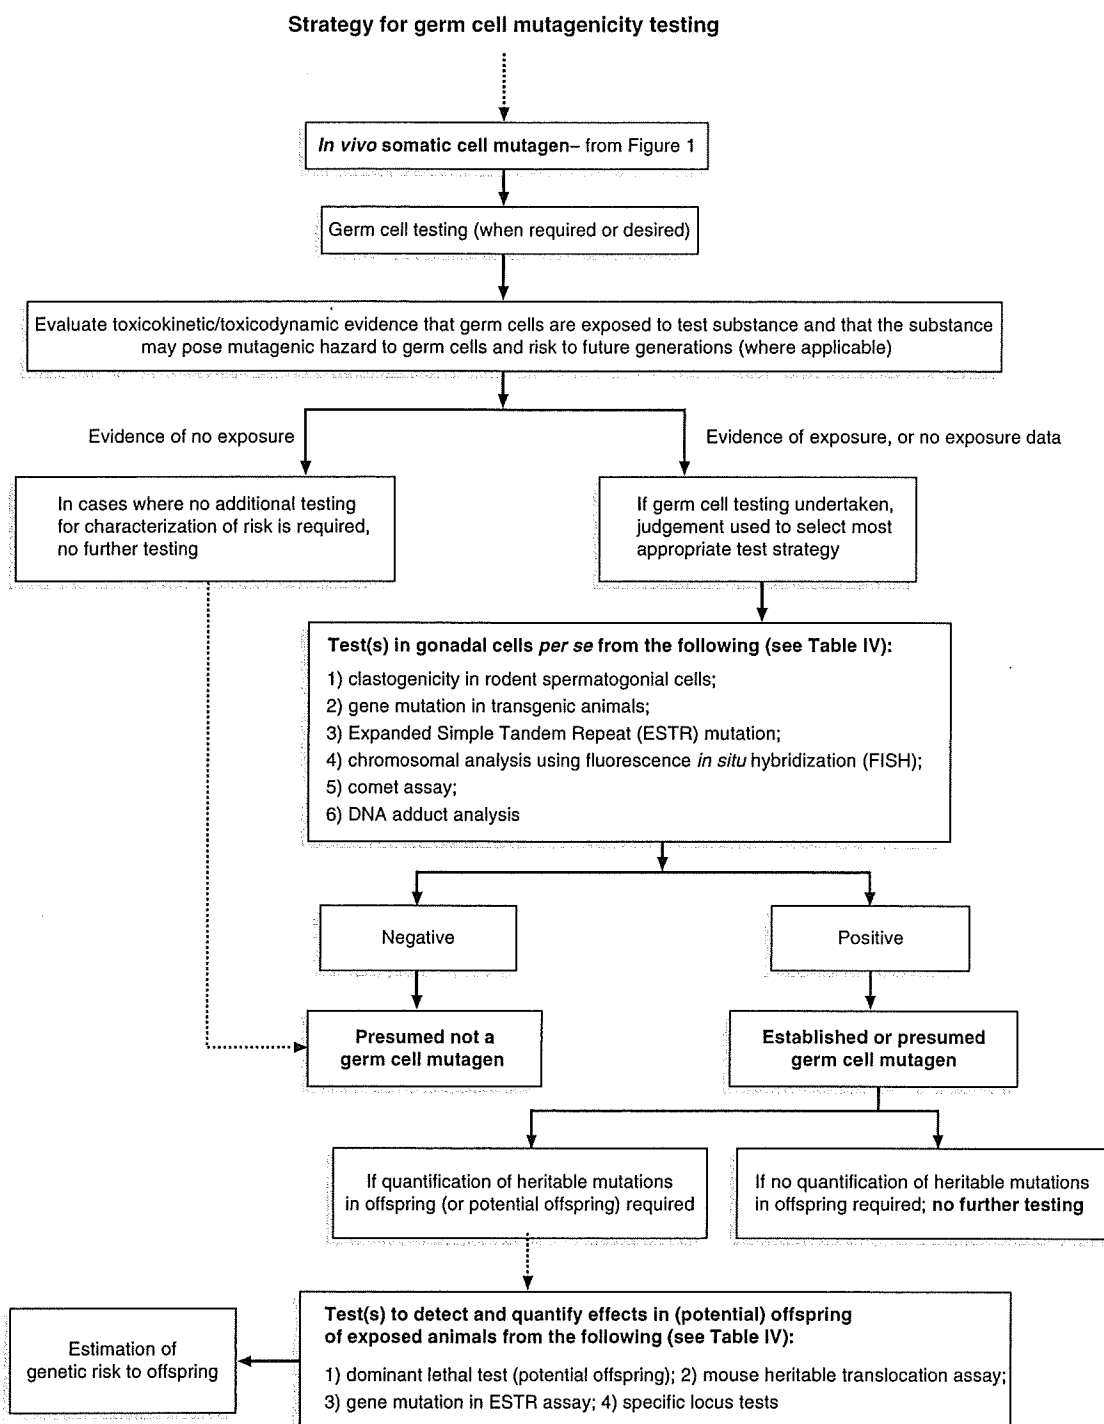 Strategy for germ cell mutagenicity testing
In vivo somatic cell mutagen– from Figure 1
Germ cell testing (when required or desired)
Evaluate toxicokinetic/toxicodynamic evidence that germ cells are exposed to test substance and that the substance
may pose mutagenic hazard to germ cells and risk to future generations (where applicable)
Evidence of no exposure
Evidence of exposure, or no exposure data
In cases where no additional testing
for characterization of risk is required,
no further testing
If germ cell testing undertaken,
judgement used to select most
appropriate test strategy
Test(s) in gonadal cells per se from the following (see Table IV):
1) clastogenicity in rodent spermatogonial cells;
2) gene mutation in transgenic animals;
3) Expanded Simple Tandem Repeat (ESTR) mutation;
4) chromosomal analysis using fluorescence in situ hybridization (FISH);
5) comet assay;
6) DNA adduct analysis
Negative
Positive
Presumed not a
germ cell mutagen
Established or presumed
germ cell mutagen
If quantification of heritable mutations
in offspring (or potential offspring) required
If no quantification of heritable mutations
in offspring required; no further testing
Test(s) to detect and quantify effects in (potential) offspring
of exposed animals from the following (see Table IV):
1) dominant lethal test (potential offspring); 2) mouse heritable translocation assay;
3) gene mutation in ESTR assay; 4) specific locus tests
Estimation of
genetic risk to offspring